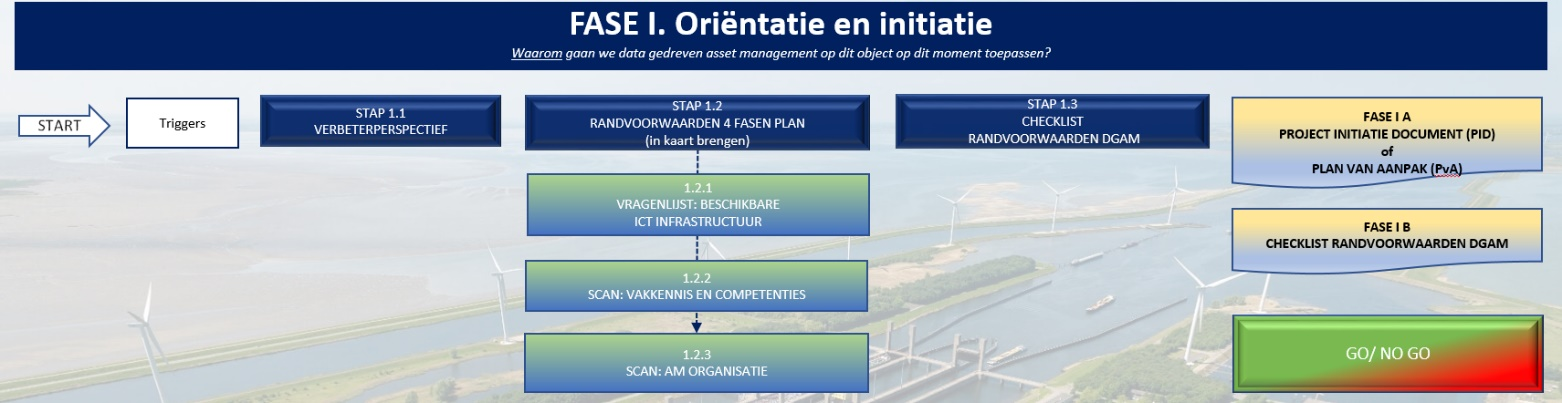 FASE I. Oriëntatie en initiatie
Waarom gaan we data gedreven asset management op dit object op dit moment toepassen?
START
Triggers
STAP 1.1
VERBETERPERSPECTIEF
STAP 1.2
RANDVOORWAARDEN 4 FASEN PLAN
(in kaart brengen)
1.2.1
VRAGENLIJST: BESCHIKBARE
ICT INFRASTRUCTUUR
1.2.2
SCAN: VAKKENNIS EN COMPETENTIES
1.2.3
SCAN: AM ORGANISATIE
STAP 1.3
CHECKLIST
RANDVOORWAARDEN DGAM
FASE I A
PROJECT INITIATIE DOCUMENT (PID)
of
PLAN VAN AANPAK (PvA)
FASE I B
CHECKLIST RANDVOORWAARDEN DGAM
GO/ NO GO